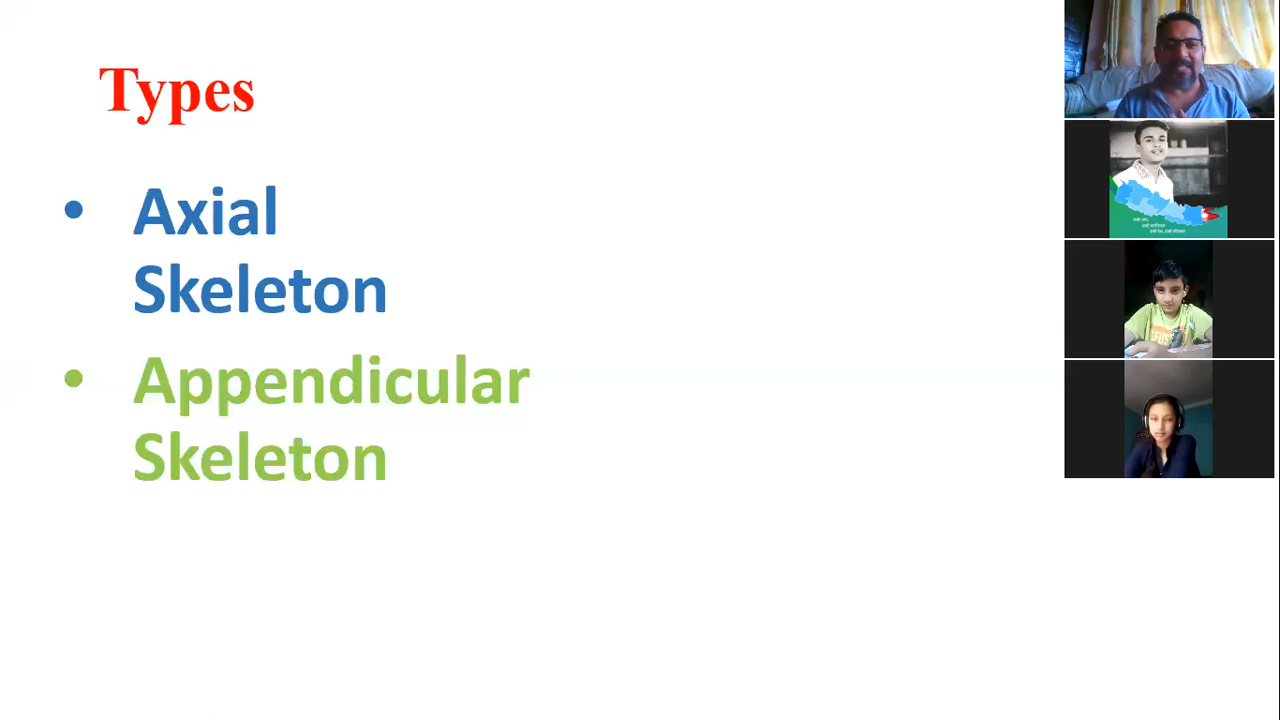 Types
• Axial
Skeleton
• Appendicular
Skeleton